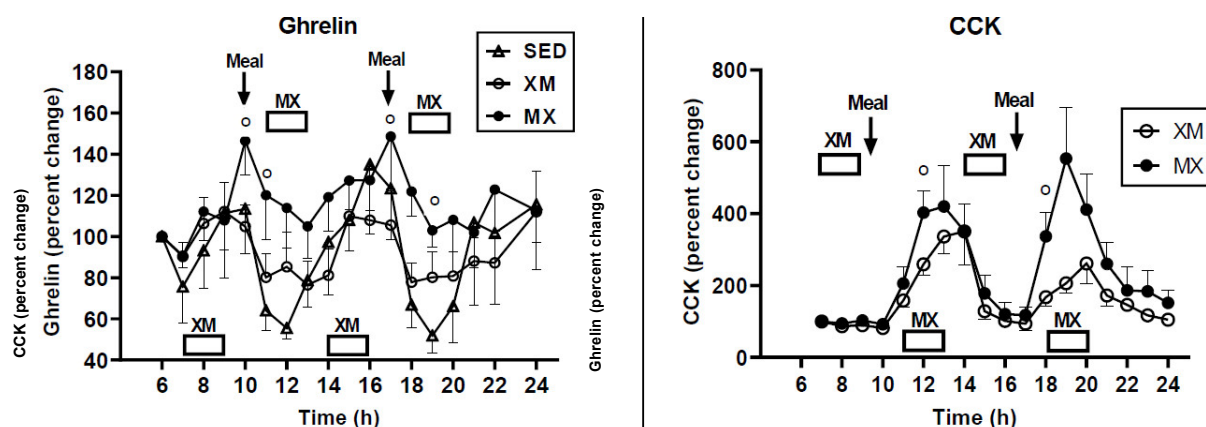 Ghrelin
CCK (percent change)
Ghrelin (percent change)
180
160
140
120
100
80
60
40
Meal
Meal
MX
MX
XM
XM
SED
XM
MX
6 8 10 12 14 16 18 20 22 24
Time (h)
CCK
Ghrelin (percent change)
CCK (percent change)
800
600
400
200
0
Meal
Meal
XM
XM
MX
MX
XM
MX
6 8 10 12 14 16 18 20 22 24
Time (h)